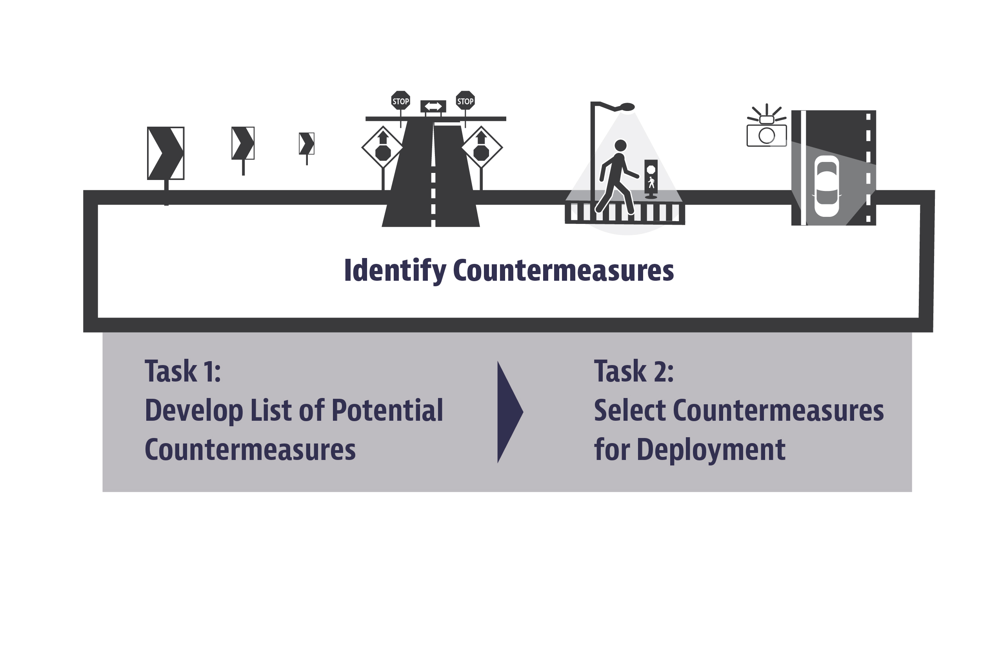 STOP
STOP
Identify Countermeasures
Task 1:
Develop List of Potential
Countermeasures
Task 2:
Select Countermeasures
for Deployment